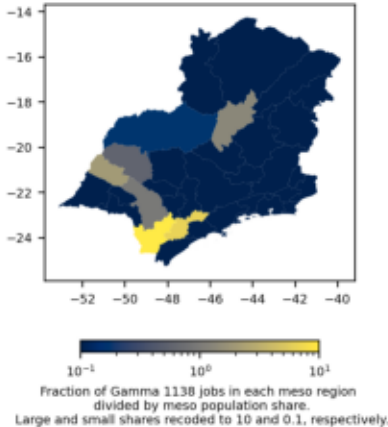 −14
−16
−18
−20
−22
−24
−52 −50 −48 −46 −44 −42 −40
10⁻¹ 10⁰ 10¹
Fraction of Gamma 1138 jobs in each meso region
divided by meso population share.
Large and small shares recoded to 10 and 0.1, respectively.